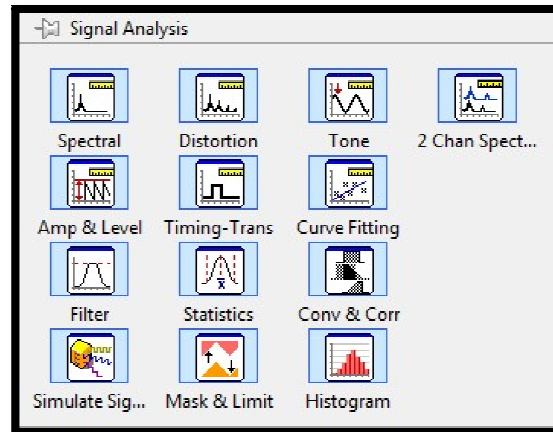 Signal Analysis
Spectral Distortion Tone 2 Chan Spect...
Amp & Level Timing-Trans Curve Fitting
Filter Statistics Conv & Corr
Simulate Sig... Mask & Limit Histogram